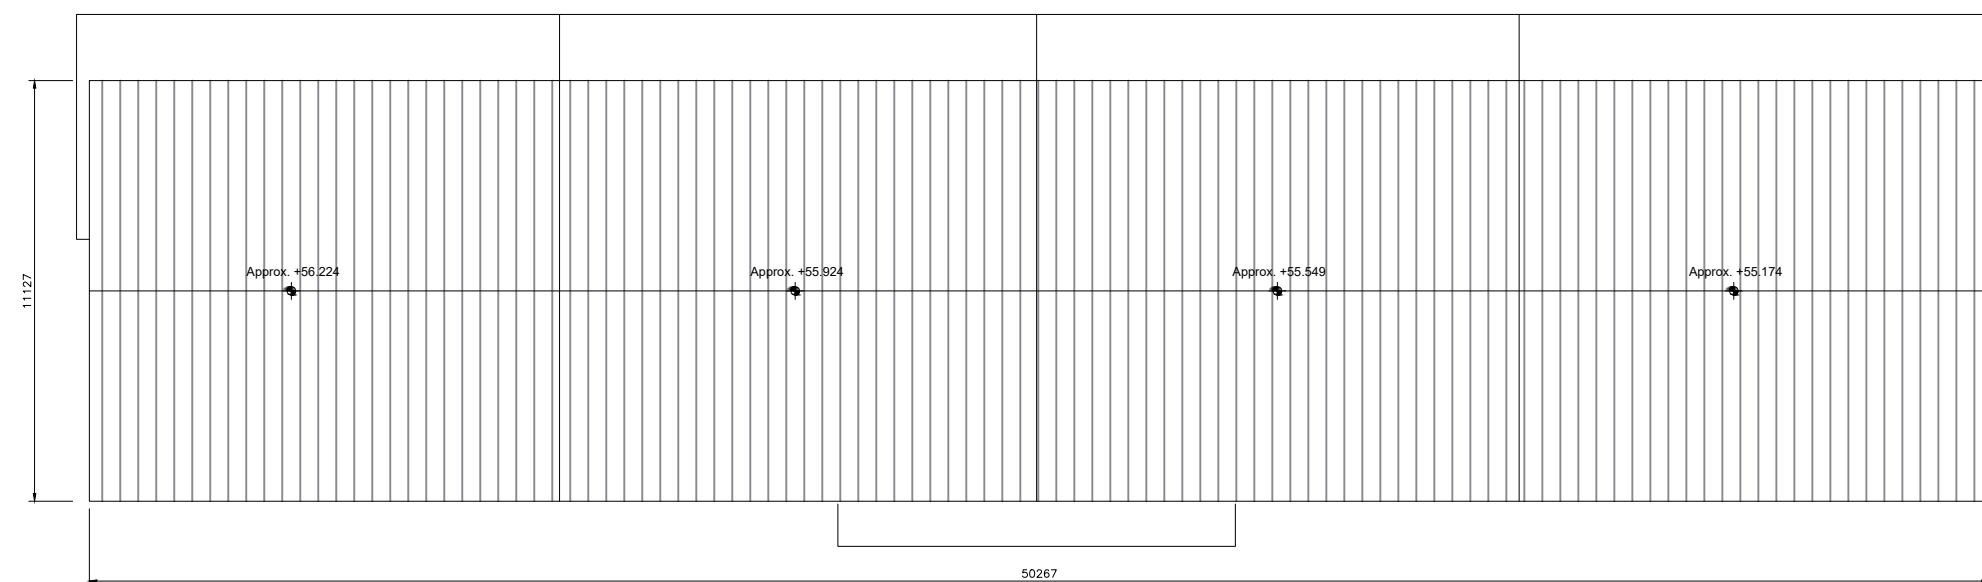 Approx. +56.224
Approx. +55.924
Approx. +55.549
Approx. +55.174
11127
50267